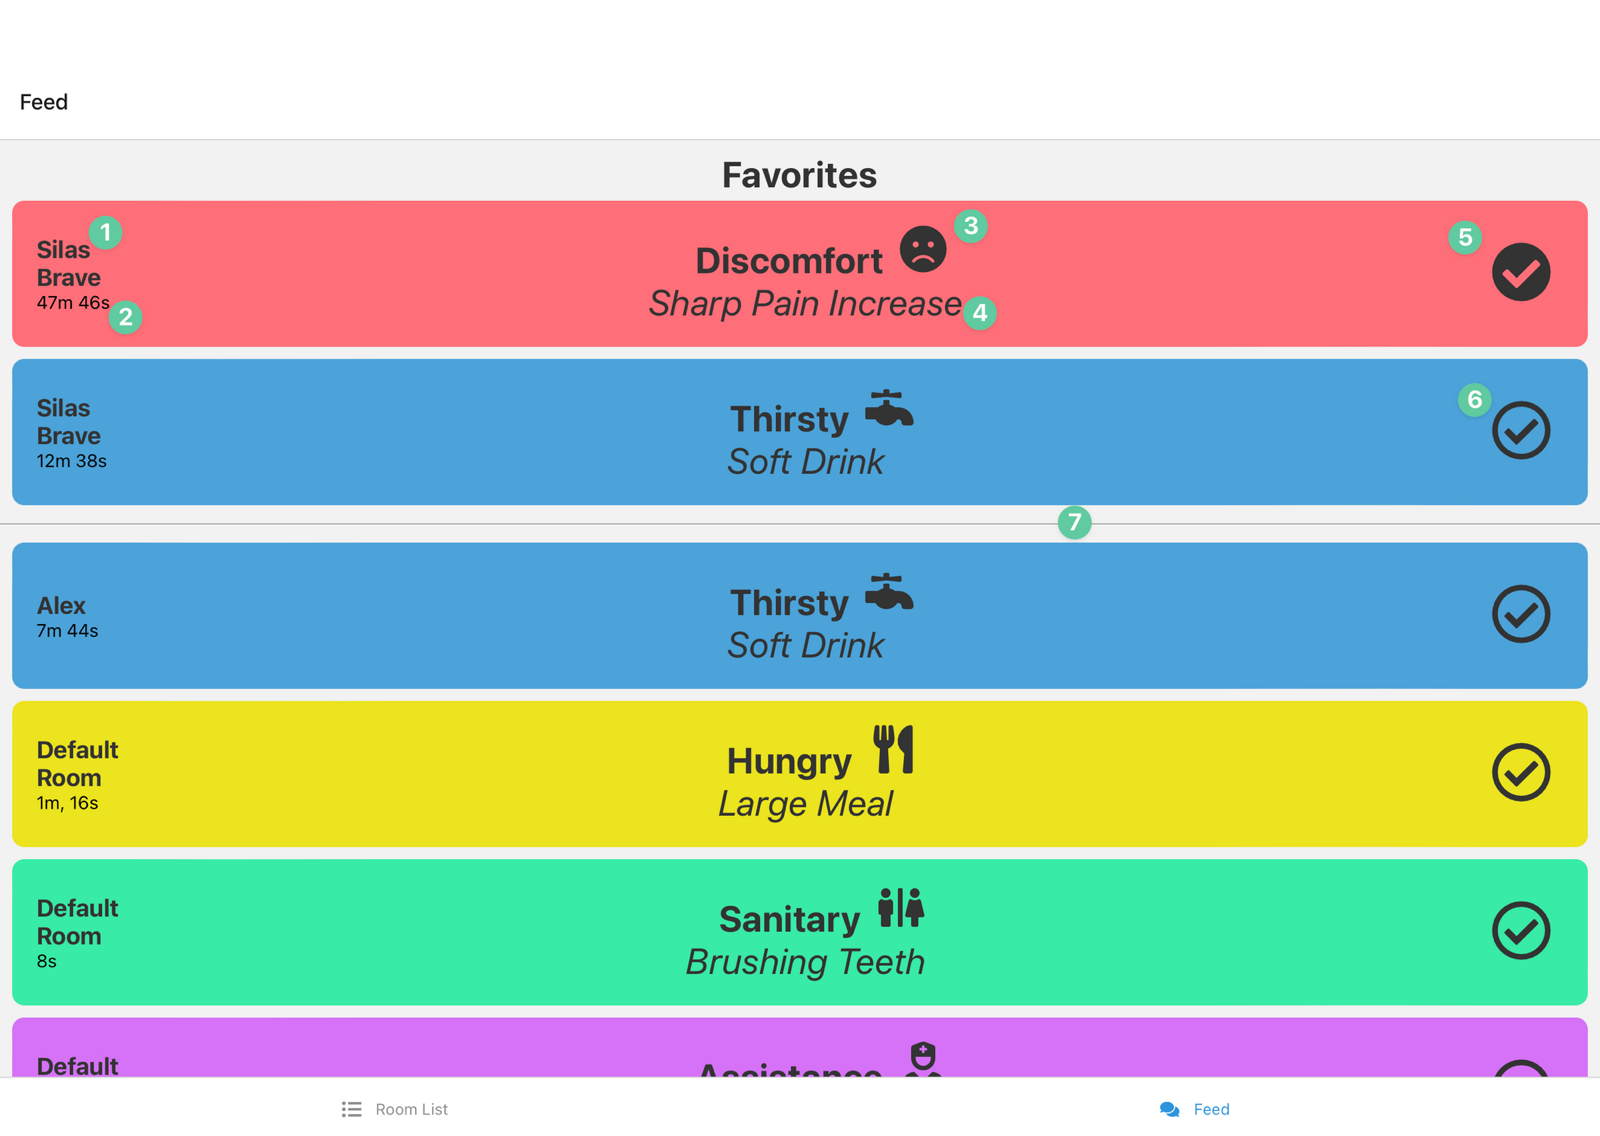 Feed
Favorites
1
Silas
Brave
47m 46s
2
Discomfort
3
Sharp Pain Increase
4
5
Silas
Brave
12m 38s
Thirsty
Soft Drink
6
7
Alex
7m 44s
Thirsty
Soft Drink
Default
Room
1m, 16s
Hungry
Large Meal
Default
Room
8s
Sanitary
Brushing Teeth
Default
Assistance
Room List
Feed